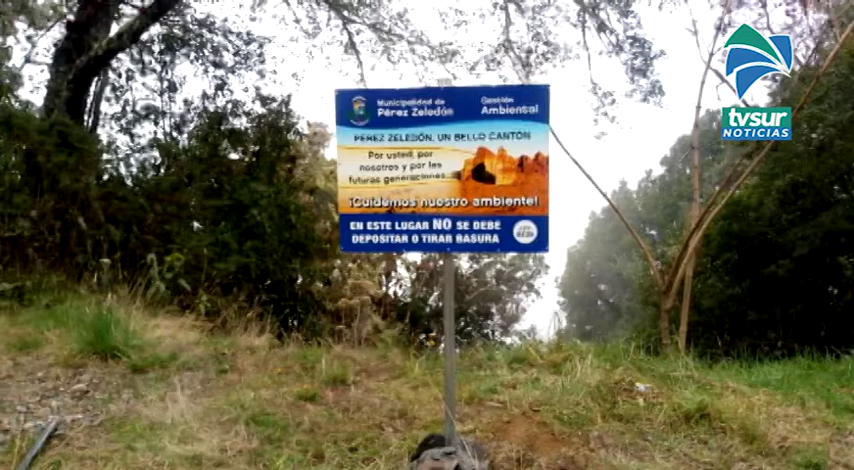 Municipalidad de
Pérez Zeledón
Gestión
Ambiental
PÉREZ ZELEDÓN, UN BELLO CANTÓN
Por usted, por
nosotros y por las
futuras generaciones
¡Cuidemos nuestro ambiente!
EN ESTE LUGAR NO SE DEBE
DEPOSITAR O TIRAR BASURA
tvsur
NOTICIAS